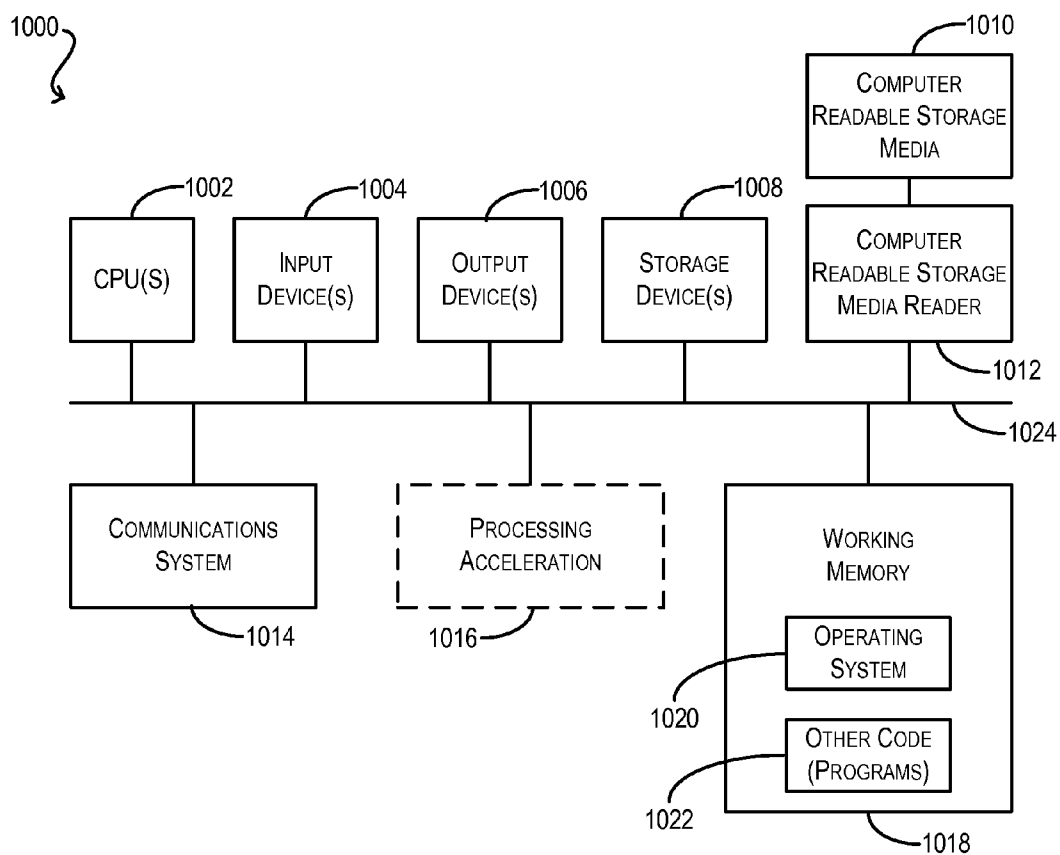 1000
1010
COMPUTER
READABLE STORAGE
MEDIA
1002
1004
1006
1008
CPU(S)
INPUT
DEVICE(S)
OUTPUT
DEVICE(S)
STORAGE
DEVICE(S)
COMPUTER
READABLE STORAGE
MEDIA READER
1012
1024
COMMUNICATIONS
SYSTEM
1014
PROCESSING
ACCELERATION
1016
WORKING
MEMORY
OPERATING
SYSTEM
1020
OTHER CODE
(PROGRAMS)
1022
1018